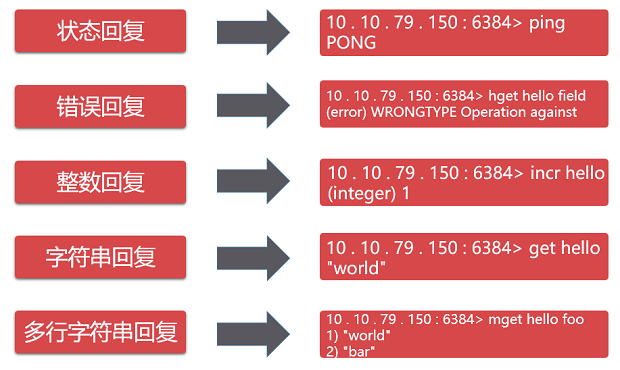 状态回复
10 . 10 . 79 . 150 : 6384> ping
PONG
错误回复
10 . 10 . 79 . 150 : 6384> hget hello field
(error) WRONGTYPE Operation against
整数回复
10 . 10 . 79 . 150 : 6384> incr hello
(integer) 1
字符串回复
10 . 10 . 79 . 150 : 6384> get hello
"world"
多行字符串回复
10 . 10 . 79 . 150 : 6384> mget hello foo
1) "world"
2) "bar"